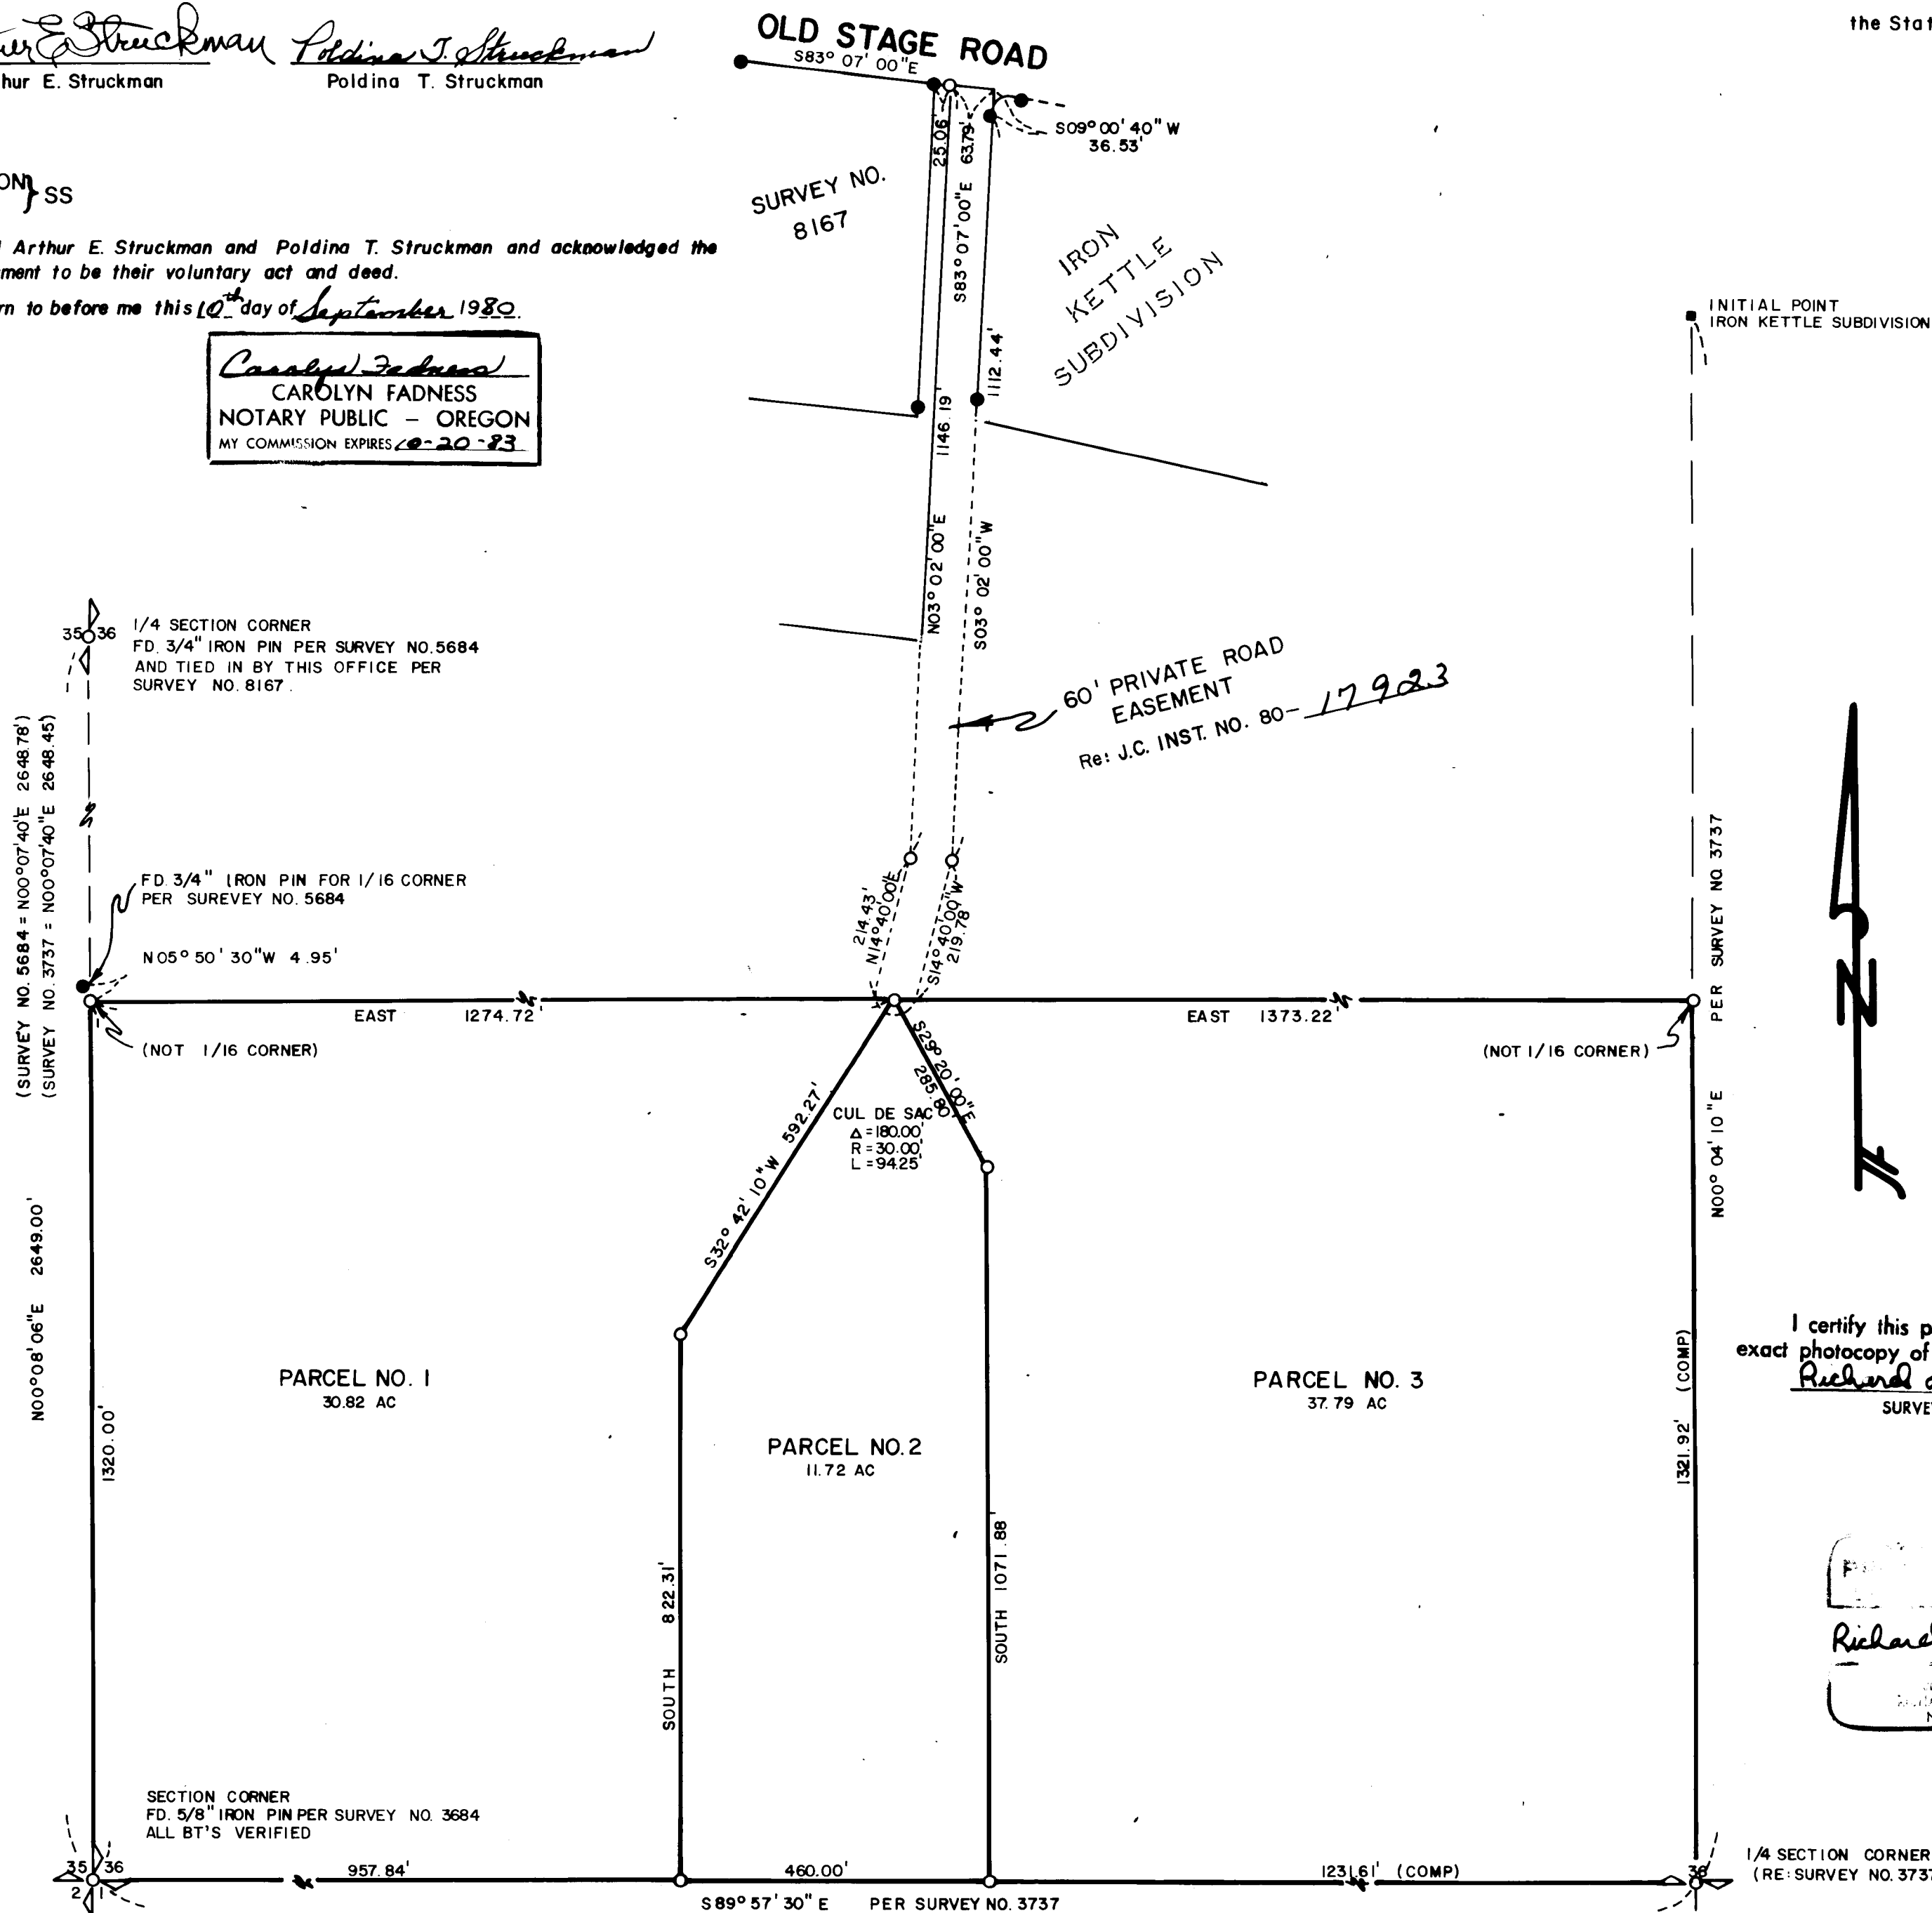 Arthur E. Struckman Poldina T. Struckman
hur E. Struckman
Poldina T. Struckman
ON} SS
Arthur E. Struckman and Poldina T. Struckman and acknowledged the
ment to be their voluntary act and deed.
rn to before me this 10th day of September 1980.
Carolyn Fadness
CAROLYN FADNESS
NOTARY PUBLIC – OREGON
MY COMMISSION EXPIRES 10-20-83
the Stat
OLD STAGE ROAD
S83° 07' 00"E
25.06'
S83° 07' 00"E 63.79'
S09° 00' 40" W
36.53'
SURVEY NO.
8167
IRON
KETTLE
SUBDIVISION
1112.44'
1146.19'
N03° 02' 00"E
S03° 02' 00"W
INITIAL POINT
IRON KETTLE SUBDIVISION
1/4 SECTION CORNER
35 36
FD. 3/4" IRON PIN PER SURVEY NO. 5684
AND TIED IN BY THIS OFFICE PER
SURVEY NO. 8167.
60' PRIVATE ROAD
EASEMENT
Re: J.C. INST. NO. 80- 17923
(SURVEY NO. 5684 = N00°07'40"E 2648.78')
(SURVEY NO. 3737 = N00°07'40"E 2648.45')
FD. 3/4" IRON PIN FOR 1/16 CORNER
PER SUREVEY NO. 5684
N05° 50' 30"W 4.95'
214.43'
N14°40'00"E
S14°40'00"W
219.78'
PER SURVEY NO. 3737
N
EAST 1274.72'
EAST 1373.22'
(NOT 1/16 CORNER)
(NOT 1/16 CORNER)
S29° 20' 00"E
285.80'
S32° 42' 10"W 592.27'
CUL DE SAC
Δ = 180.00'
R = 30.00'
L = 94.25'
N00° 04' 10"E
N00°08'06"E 2649.00'
1320.00'
PARCEL NO. 1
30.82 AC
PARCEL NO. 2
11.72 AC
PARCEL NO. 3
37.79 AC
1321.92' (COMP)
I certify this p
exact photocopy of
Richard
SURVE
SOUTH 822.31'
SOUTH 1071.88'
Richard
SECTION CORNER
FD. 5/8" IRON PIN PER SURVEY NO. 3684
ALL BT'S VERIFIED
35 36
2 1
957.84'
460.00'
1231.61' (COMP)
36
S89° 57' 30" E PER SURVEY NO. 3737
1/4 SECTION CORNER
(RE: SURVEY NO. 3737